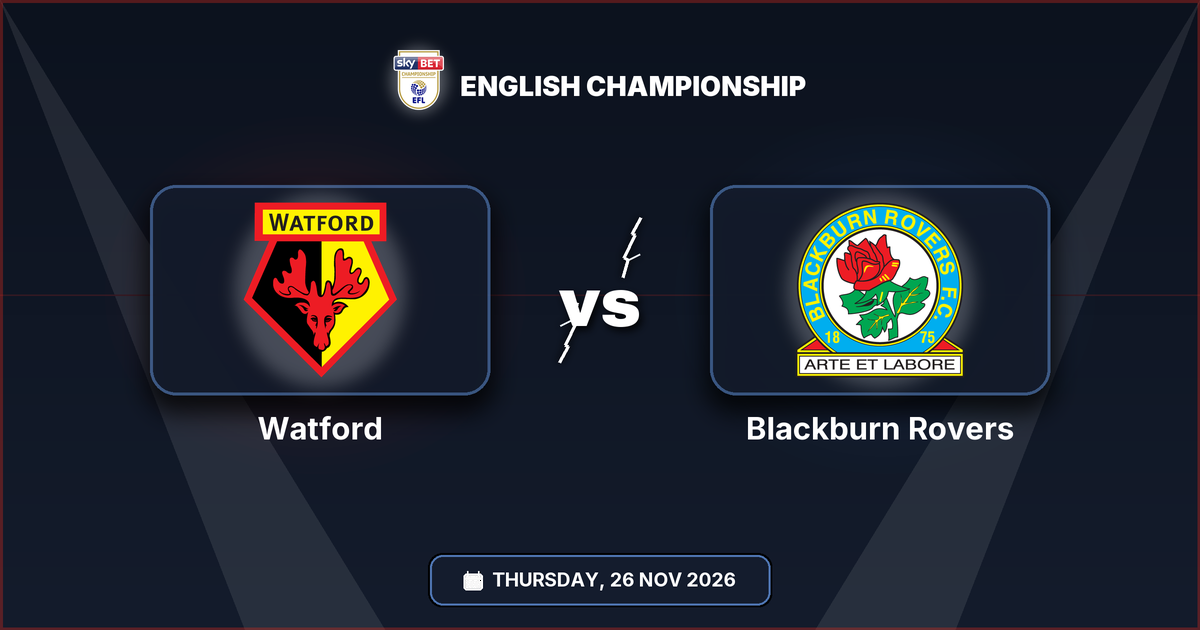 sky BET
CHAMPIONSHIP
EFL
ENGLISH CHAMPIONSHIP
WATFORD
vs
BLACKBURN ROVERS F.C.
18 75
ARTE ET LABORE
Watford
Blackburn Rovers
THURSDAY, 26 NOV 2026